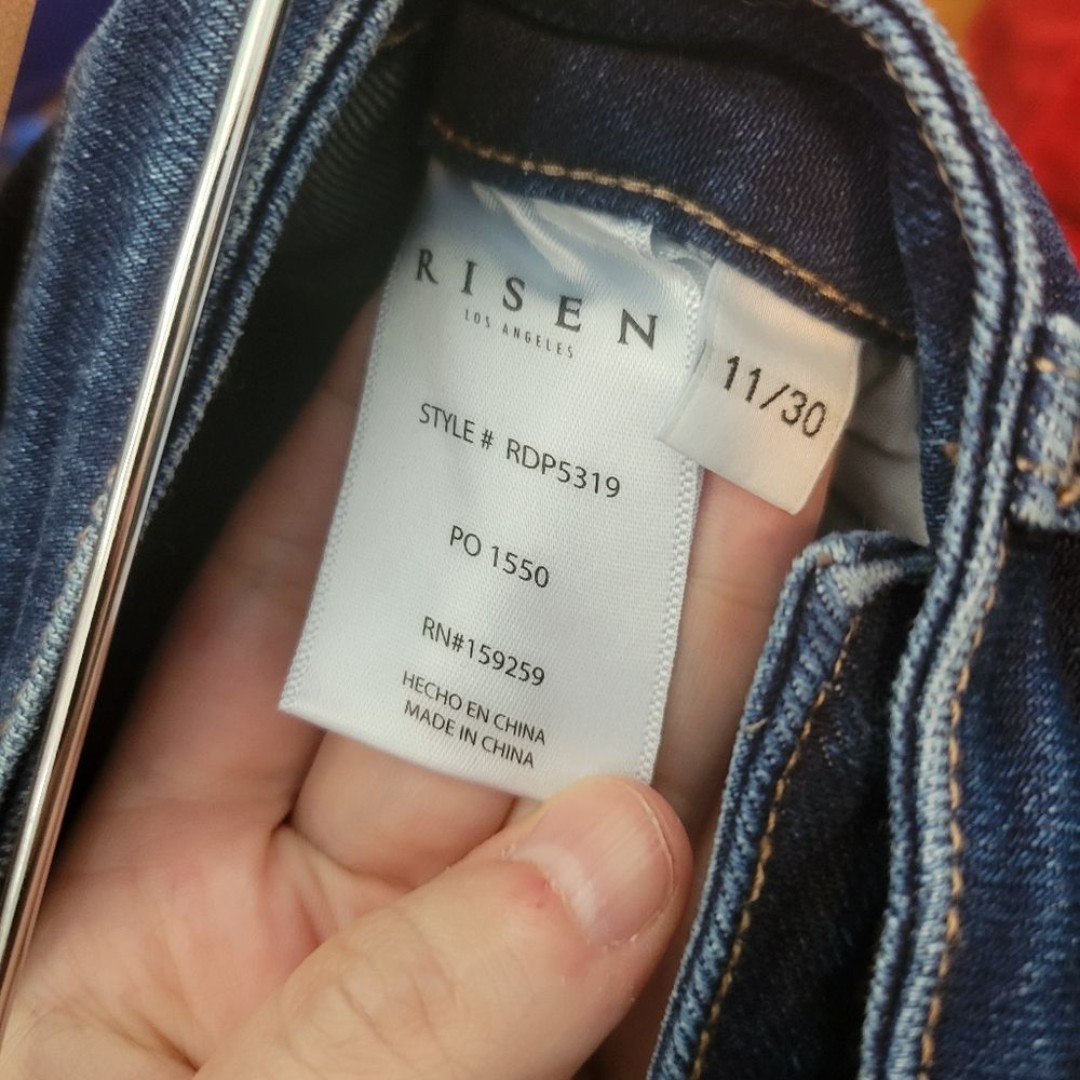 RISEN
LOS ANGELES
11/30
STYLE # RDP5319
PO 1550
RN#159259
HECHO EN CHINA
MADE IN CHINA